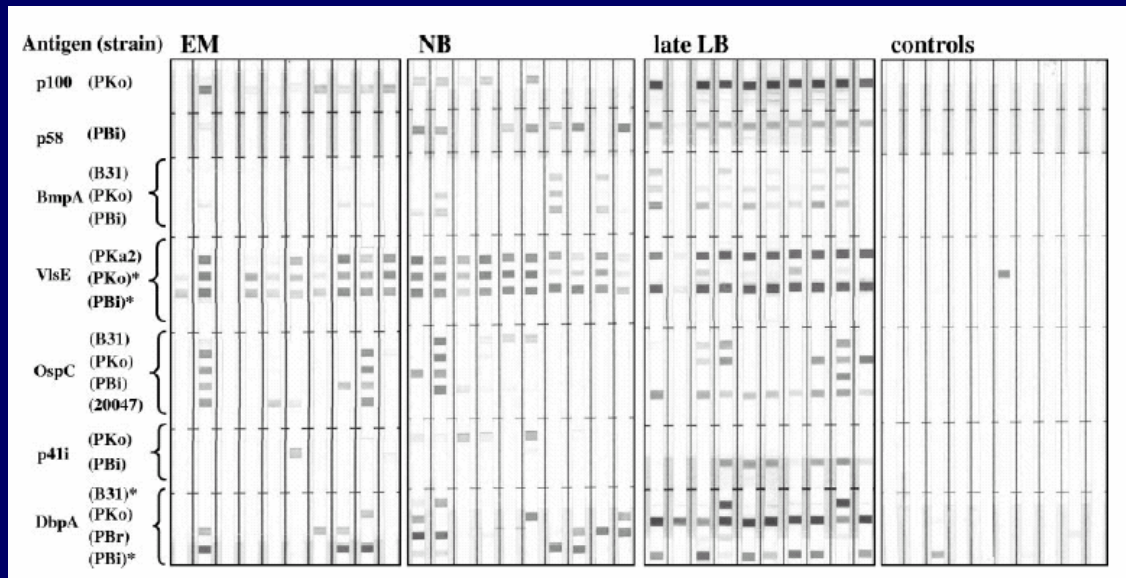 Antigen (strain) EM NB late LB controls
p100 (PKo)
p58 (PBi)
(B31)
BmpA (PKo)
(PBi)
(PKa2)
VlsE (PKo)*
(PBi)*
(B31)
(PKo)
OspC (PBi)
(20047)
(PKo)
p41i (PBi)
(B31)*
DbpA (PKo)
(PBr)
(PBi)*